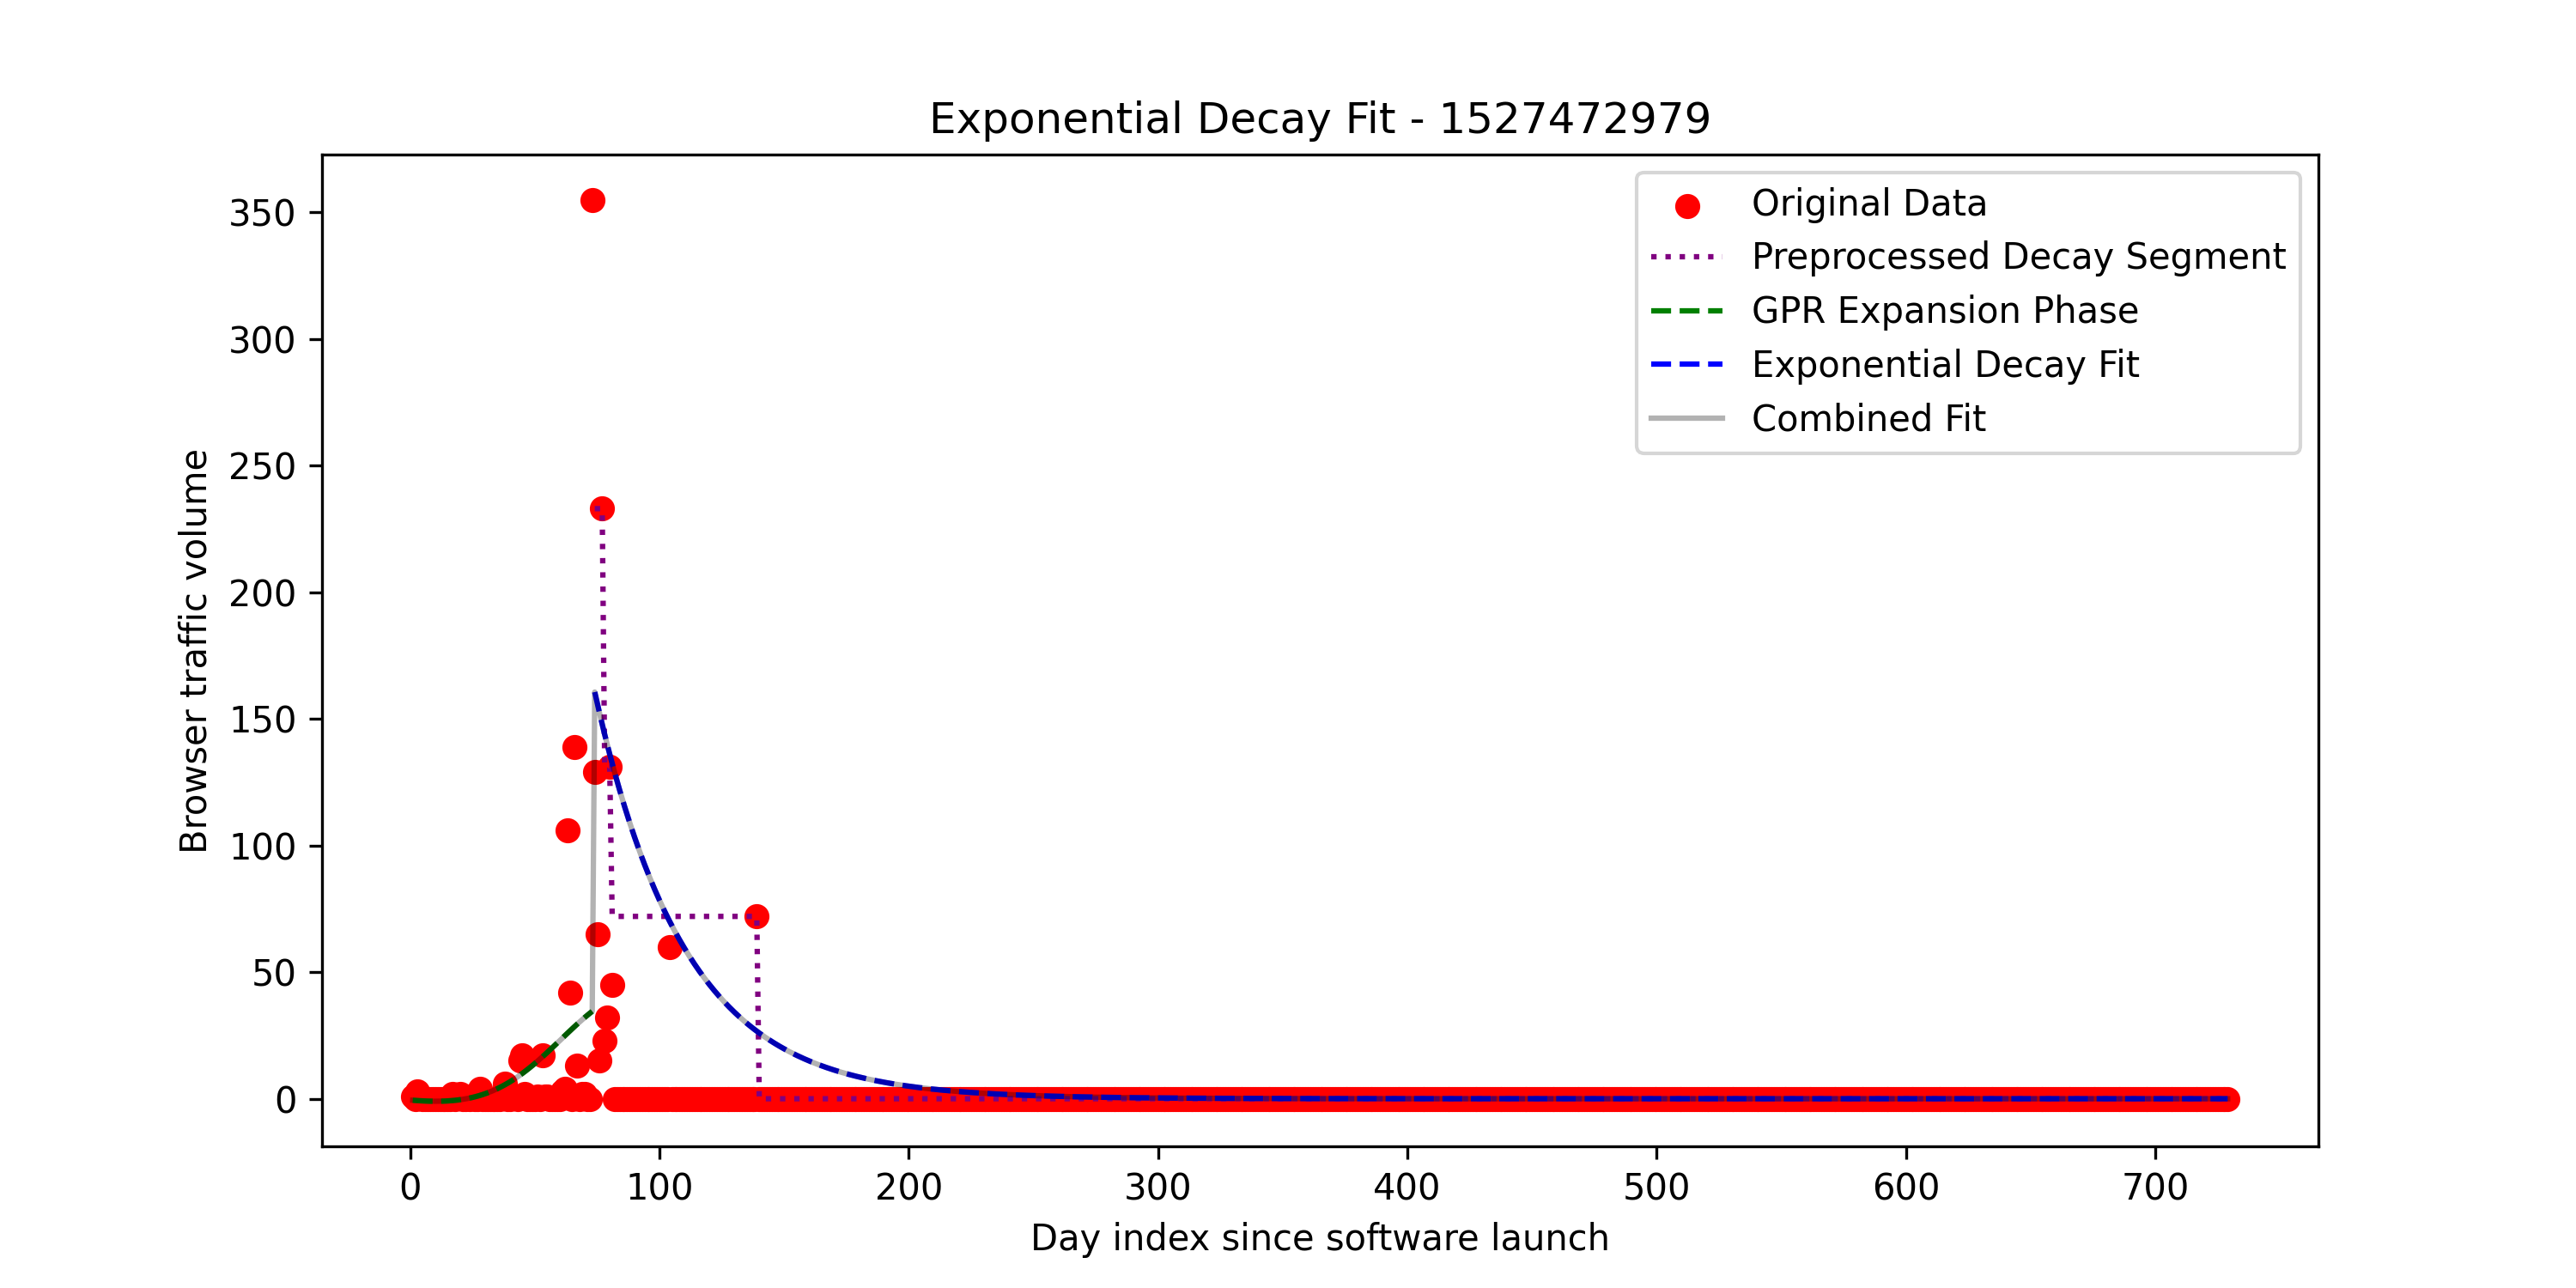 Exponential Decay Fit - 1527472979
Original Data
Preprocessed Decay Segment
GPR Expansion Phase
Exponential Decay Fit
Combined Fit
Browser traffic volume
350
300
250
200
150
100
50
0
0 100 200 300 400 500 600 700
Day index since software launch